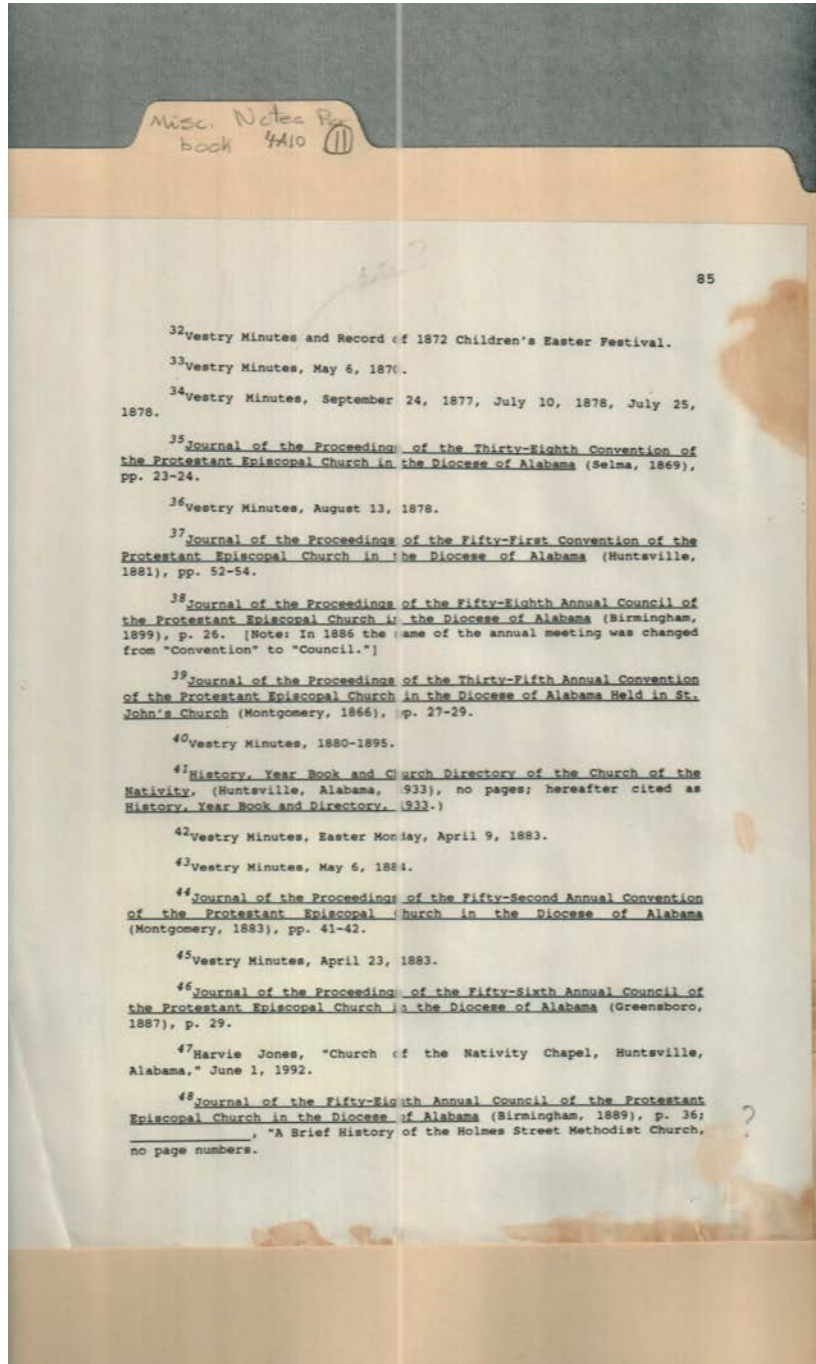 Misc. Notes
book 4A10 11
85
32Vestry Minutes and Record of 1872 Children's Easter Festival.
33Vestry Minutes, May 6,
34Vestry Minutes, September 24, 1877, July 10, 1878, July 25,
1878.
35Journal of the Proceedings of the Thirty-Eighth Convention of
the Protestant Episcopal Church in the Diocese of Alabama (Selma, 1869),
pp. 23-24.
36Vestry Minutes, August 13, 1878.
37Journal of the Proceedings of the Fifty-First Convention of the
Protestant Episcopal Church in the Diocese of Alabama (Huntsville,
1881), pp. 52-54.
38Journal of the Proceedings of the Fifty-Eighth Annual Council of
the Protestant Episcopal Church in the Diocese of Alabama (Birmingham,
1899), p. 26. [Note: In 1886 the name of the annual meeting was changed
from "Convention" to "Council."]
39Journal of the Proceedings of the Thirty-Fifth Annual Convention
of the Protestant Episcopal Church in the Diocese of Alabama Held in St.
John's Church (Montgomery, 1866), pp. 27-29.
40Vestry Minutes, 1880-1895.
41History, Year Book and Church Directory of the Church of the
Nativity, (Huntsville, Alabama, 1933), no pages; hereafter cited as
History, Year Book and Directory, 1933.)
42Vestry Minutes, Easter Monday, April 9, 1883.
43Vestry Minutes, May 6, 1884.
44Journal of the Proceedings of the Fifty-Second Annual Convention
of the Protestant Episcopal Church in the Diocese of Alabama
(Montgomery, 1883), pp. 41-42.
45Vestry Minutes, April 23, 1883.
46Journal of the Proceedings of the Fifty-Sixth Annual Council of
the Protestant Episcopal Church in the Diocese of Alabama (Greensboro,
1887), p. 29.
47Harvie Jones, "Church of the Nativity Chapel, Huntsville,
Alabama," June 1, 1992.
48Journal of the Fifty-Eighth Annual Council of the Protestant
Episcopal Church in the Diocese of Alabama (Birmingham, 1889), p. 36; ?
____________, "A Brief History of the Holmes Street Methodist Church,
no page numbers.